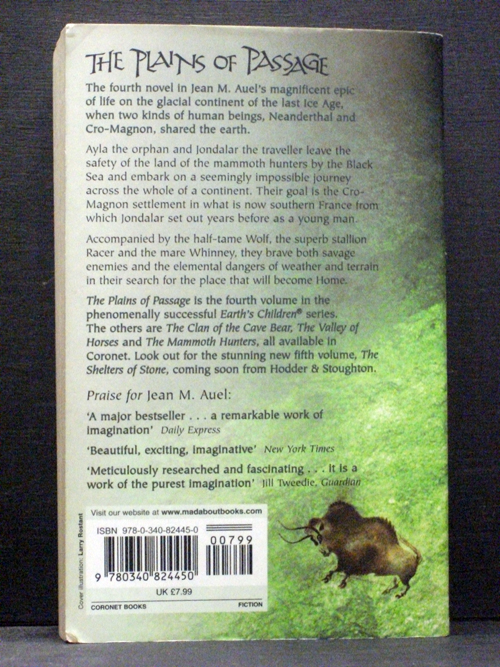 THE PLAINS OF PASSAGE
The fourth novel in Jean M. Auel's magnificent epic
of life on the glacial continent of the last Ice Age,
when two kinds of human beings, Neanderthal and
Cro-Magnon, shared the earth.
Ayla the orphan and Jondalar the traveller leave the
safety of the land of the mammoth hunters by the Black
Sea and embark on a seemingly impossible journey
across the whole of a continent. Their goal is the Cro-
Magnon settlement in what is now southern France from
which Jondalar set out years before as a young man.
Accompanied by the half-tame Wolf, the superb stallion
Racer and the mare Whinney, they brave both savage
enemies and the elemental dangers of weather and terrain
in their search for the place that will become Home.
The Plains of Passage is the fourth volume in the
phenomenally successful Earth's Children® series.
The others are The Clan of the Cave Bear, The Valley of
Horses and The Mammoth Hunters, all available in
Coronet. Look out for the stunning new fifth volume, The
Shelters of Stone, coming soon from Hodder & Stoughton.
Praise for Jean M. Auel:
'A major bestseller . . . a remarkable work of
imagination' Daily Express
'Beautiful, exciting, imaginative' New York Times
'Meticulously researched and fascinating . . . it is a
work of the purest imagination' Jill Tweedie, Guardian
Visit our website at www.madaboutbooks.com
ISBN 978-0-340-82445-0
00799
9 780340 824450
UK £7.99
CORONET BOOKS FICTION
Cover illustration: Larry Rostant